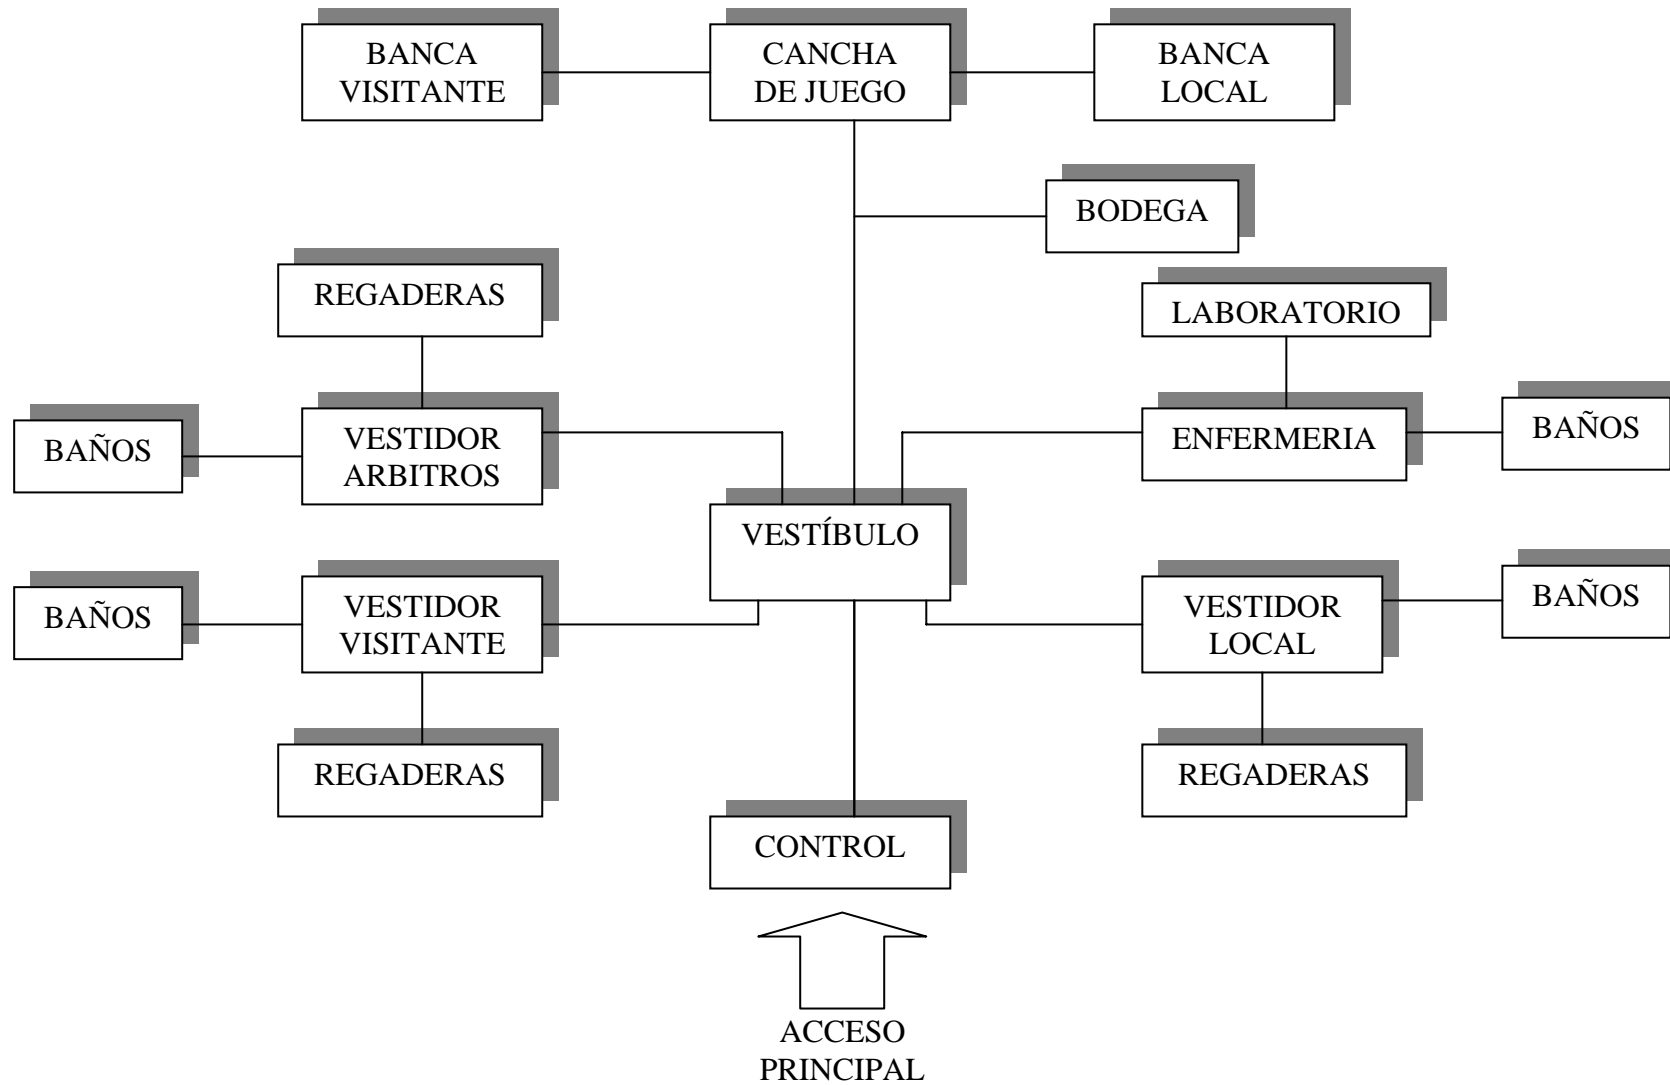 BANCA
VISITANTE
CANCHA
DE JUEGO
BANCA
LOCAL
BODEGA
REGADERAS
LABORATORIO
BAÑOS
VESTIDOR
ARBITROS
ENFERMERIA
BAÑOS
VESTÍBULO
BAÑOS
VESTIDOR
VISITANTE
VESTIDOR
LOCAL
BAÑOS
REGADERAS
REGADERAS
CONTROL
ACCESO
PRINCIPAL